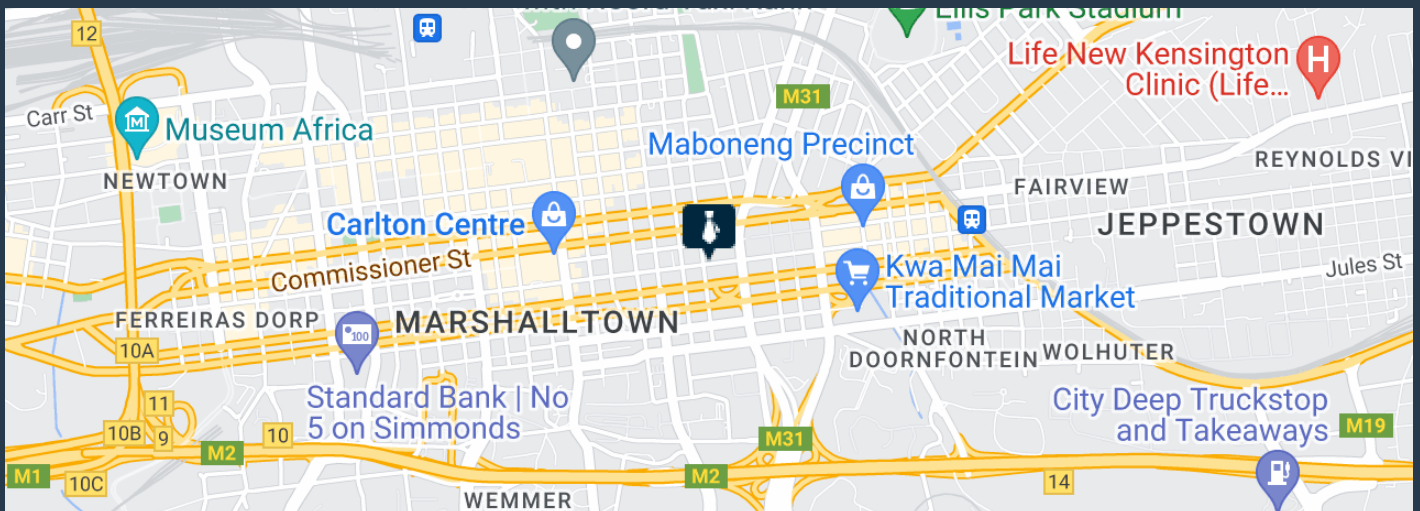 Ellis Park Stadium
12
Life New Kensington
Clinic (Life...
M31
Carr St
Museum Africa
Maboneng Precinct
REYNOLDS VI
NEWTOWN
FAIRVIEW
Carlton Centre
JEPPESTOWN
Commissioner St
Kwa Mai Mai
Traditional Market
Jules St
FERREIRAS DORP
MARSHALLTOWN
100
NORTH
DOORNFONTEIN
WOLHUTER
10A
Standard Bank | No
5 on Simmonds
City Deep Truckstop
and Takeaways
11
10B
9
10
M2
M31
M19
M1
10C
M2
14
WEMMER